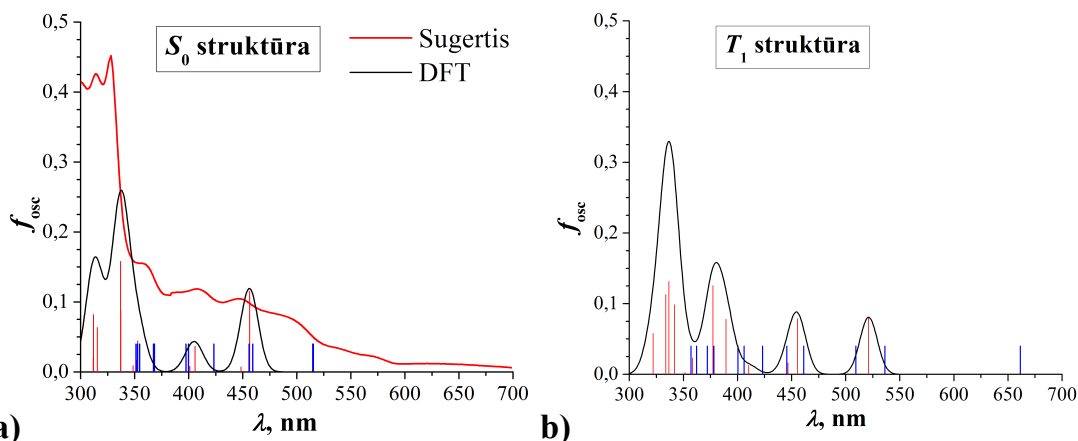 S0 struktūra
Sugertis
DFT
0,5
0,4
0,3
0,2
0,1
0,0
fosc
300 350 400 450 500 550 600 650 700
λ, nm
a)
T1 struktūra
0,5
0,4
0,3
0,2
0,1
0,0
fosc
300 350 400 450 500 550 600 650 700
λ, nm
b)